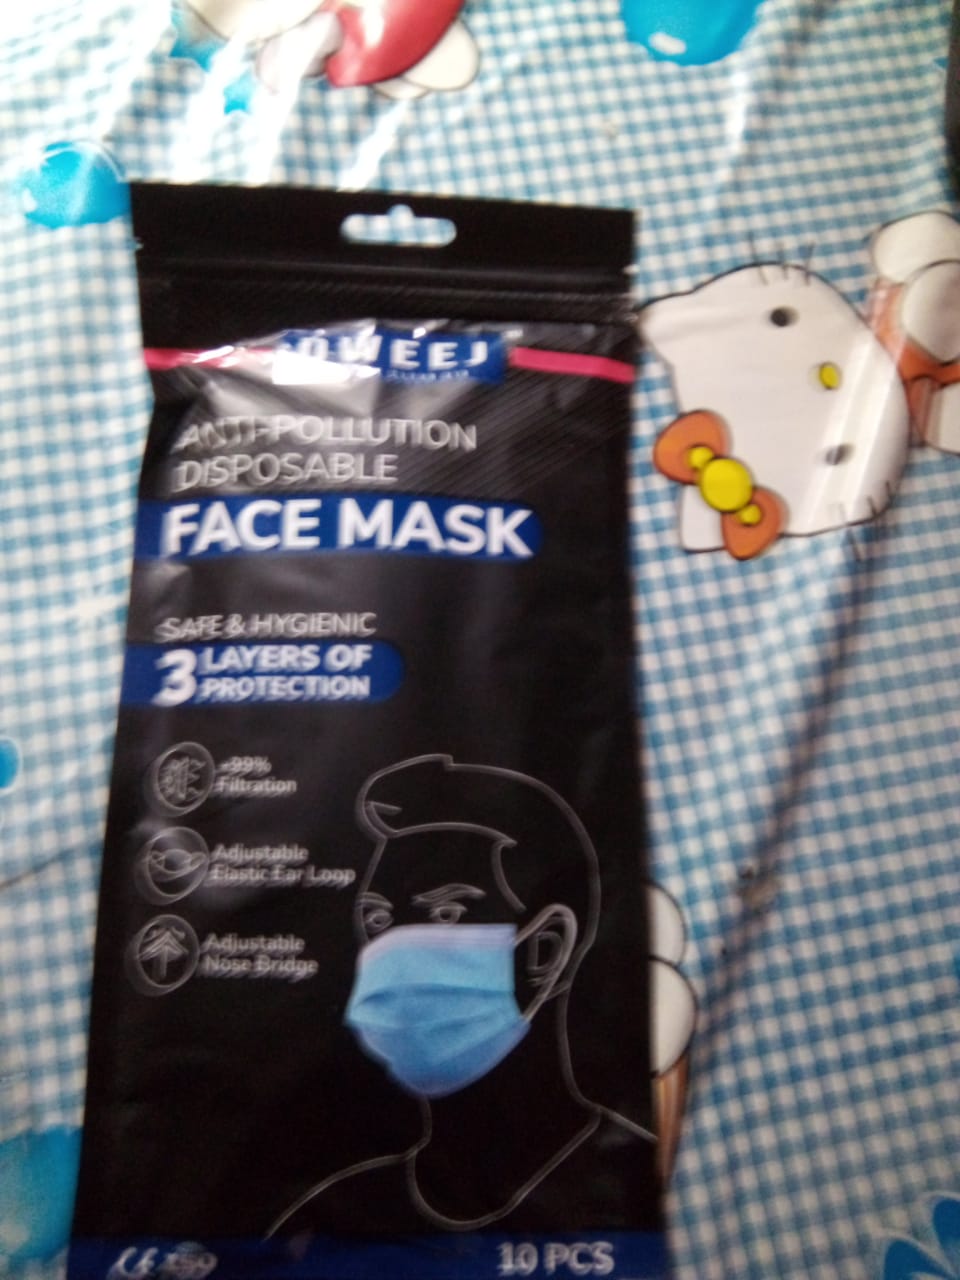 ANTI-POLLUTION
DISPOSABLE
FACE MASK
SAFE & HYGIENIC
3 LAYERS OF
PROTECTION
Filtration
Adjustable
Elastic Ear Loop
Adjustable
Nose Bridge
10 PCS